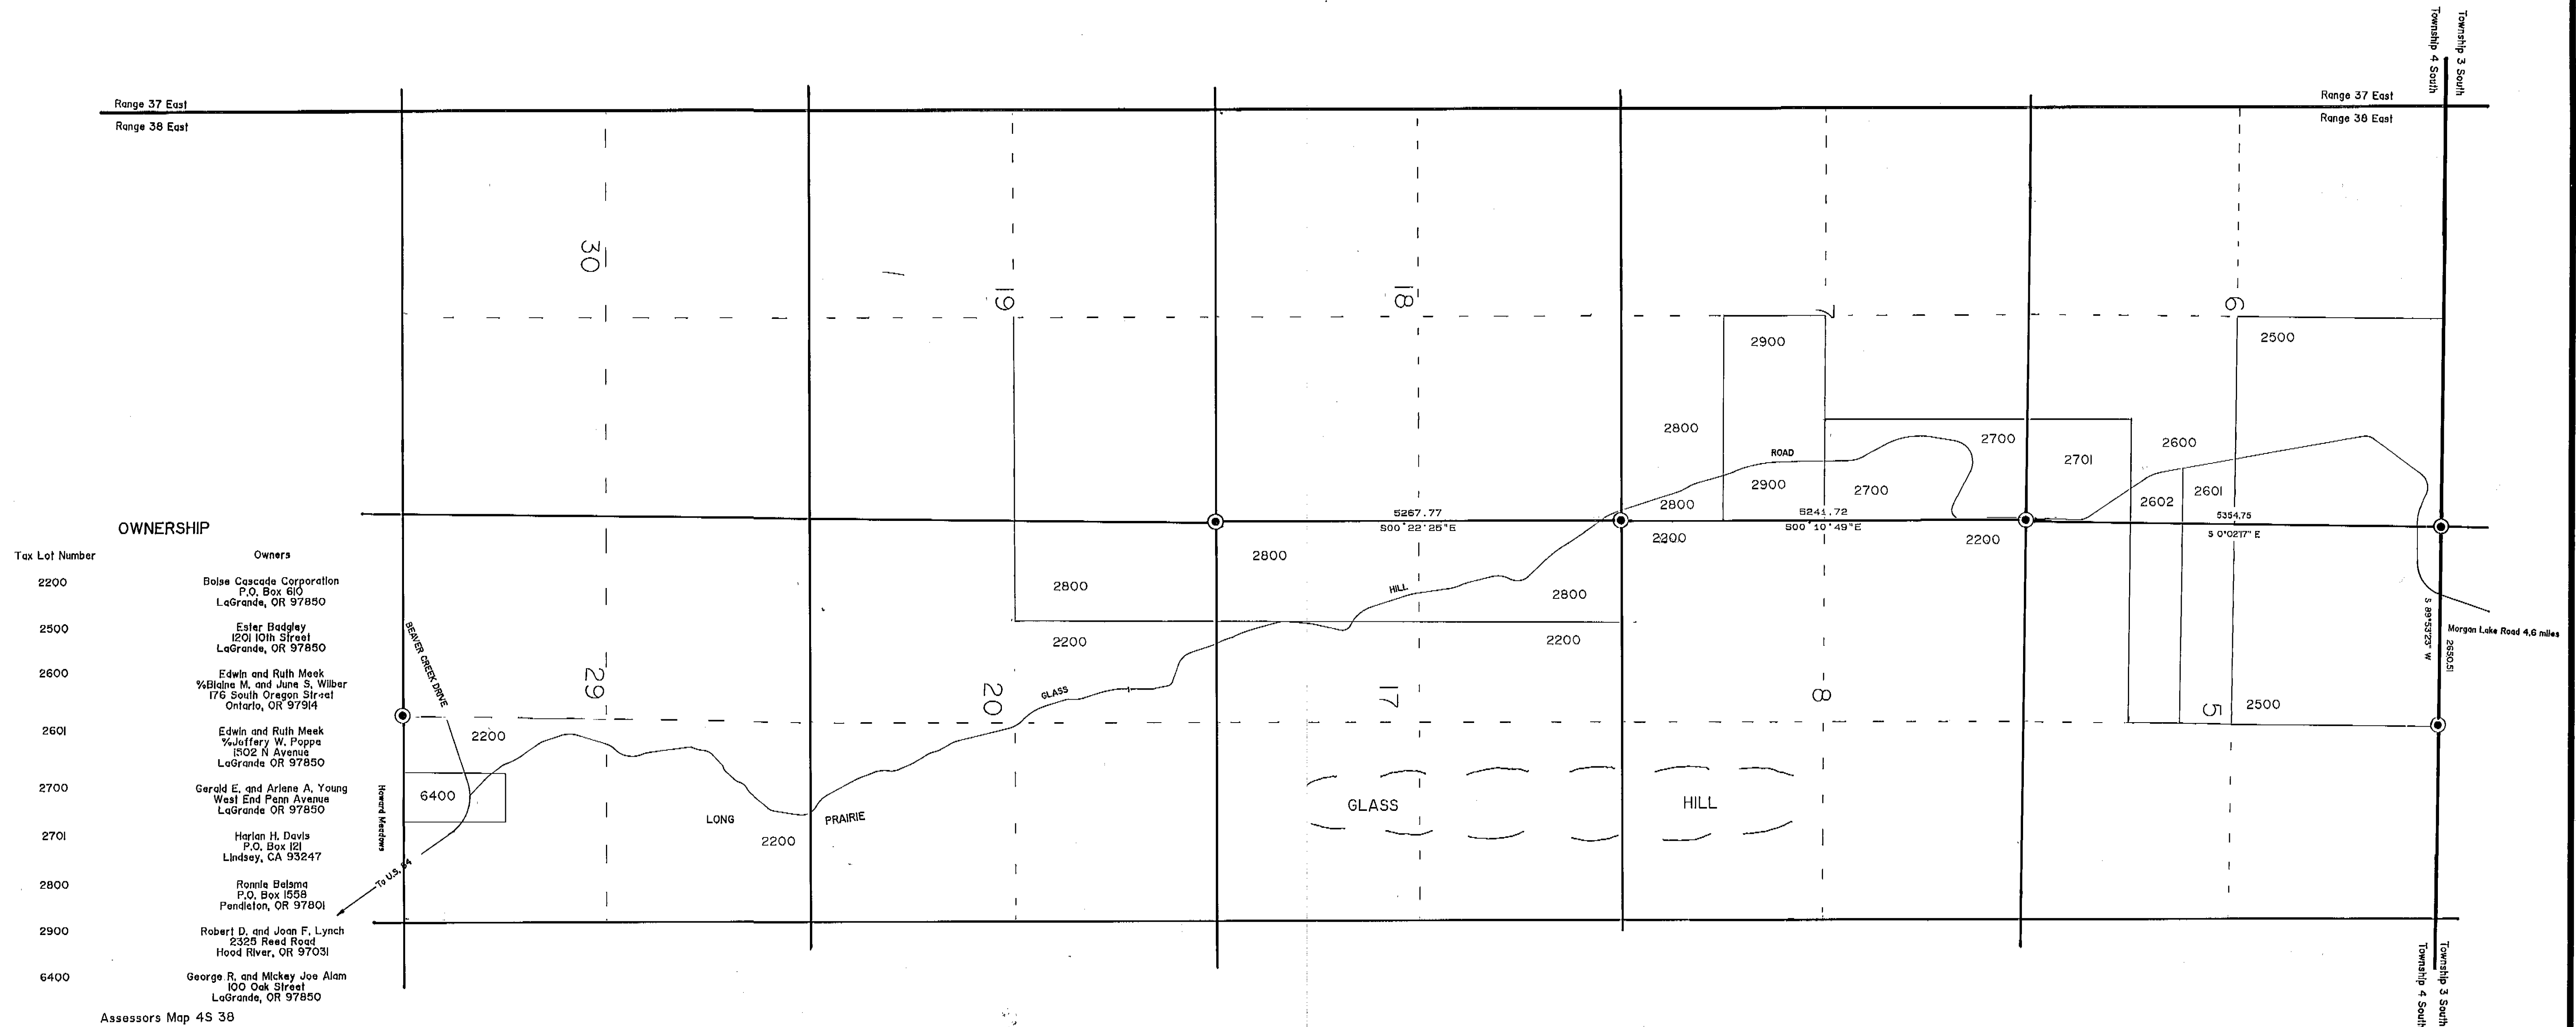 Township 3 South
Township 4 South
Range 37 East
Range 38 East
Range 37 East
Range 38 East
30
19
18
7
6
2900
2500
2800
2700
2600
ROAD
2701
2900
2700
2602
2601
2800
5267.77
S00°22'25"E
5241.72
S00°10'49"E
5354.75
S 0°02'17" E
2200
2200
2800
2800
HILL
2800
2200
2200
S 89°53'23" W
2650.51
Morgan Lake Road 4.6 miles
BEAVER CREEK DRIVE
29
20
GLASS
17
8
5
2500
2200
6400
Howard Meadows
LONG PRAIRIE
2200
GLASS HILL
To U.S. 84
Township 3 South
Township 4 South
OWNERSHIP
Tax Lot Number Owners
2200 Boise Cascade Corporation
P.O. Box 610
LaGrande, OR 97850
2500 Ester Badgley
1201 10th Street
LaGrande, OR 97850
2600 Edwin and Ruth Meek
%Blaine M. and June S. Wilber
176 South Oregon Street
Ontario, OR 97914
2601 Edwin and Ruth Meek
%Jeffery W. Poppe
1502 N Avenue
LaGrande OR 97850
2700 Gerald E. and Arlene A. Young
West End Penn Avenue
LaGrande OR 97850
2701 Harlan H. Davis
P.O. Box 121
Lindsey, CA 93247
2800 Ronnie Belsma
P.O. Box 1558
Pendleton, OR 97801
2900 Robert D. and Joan F. Lynch
2325 Reed Road
Hood River, OR 97031
6400 George R. and Mickey Joe Alam
100 Oak Street
LaGrande, OR 97850
Assessors Map 4S 38